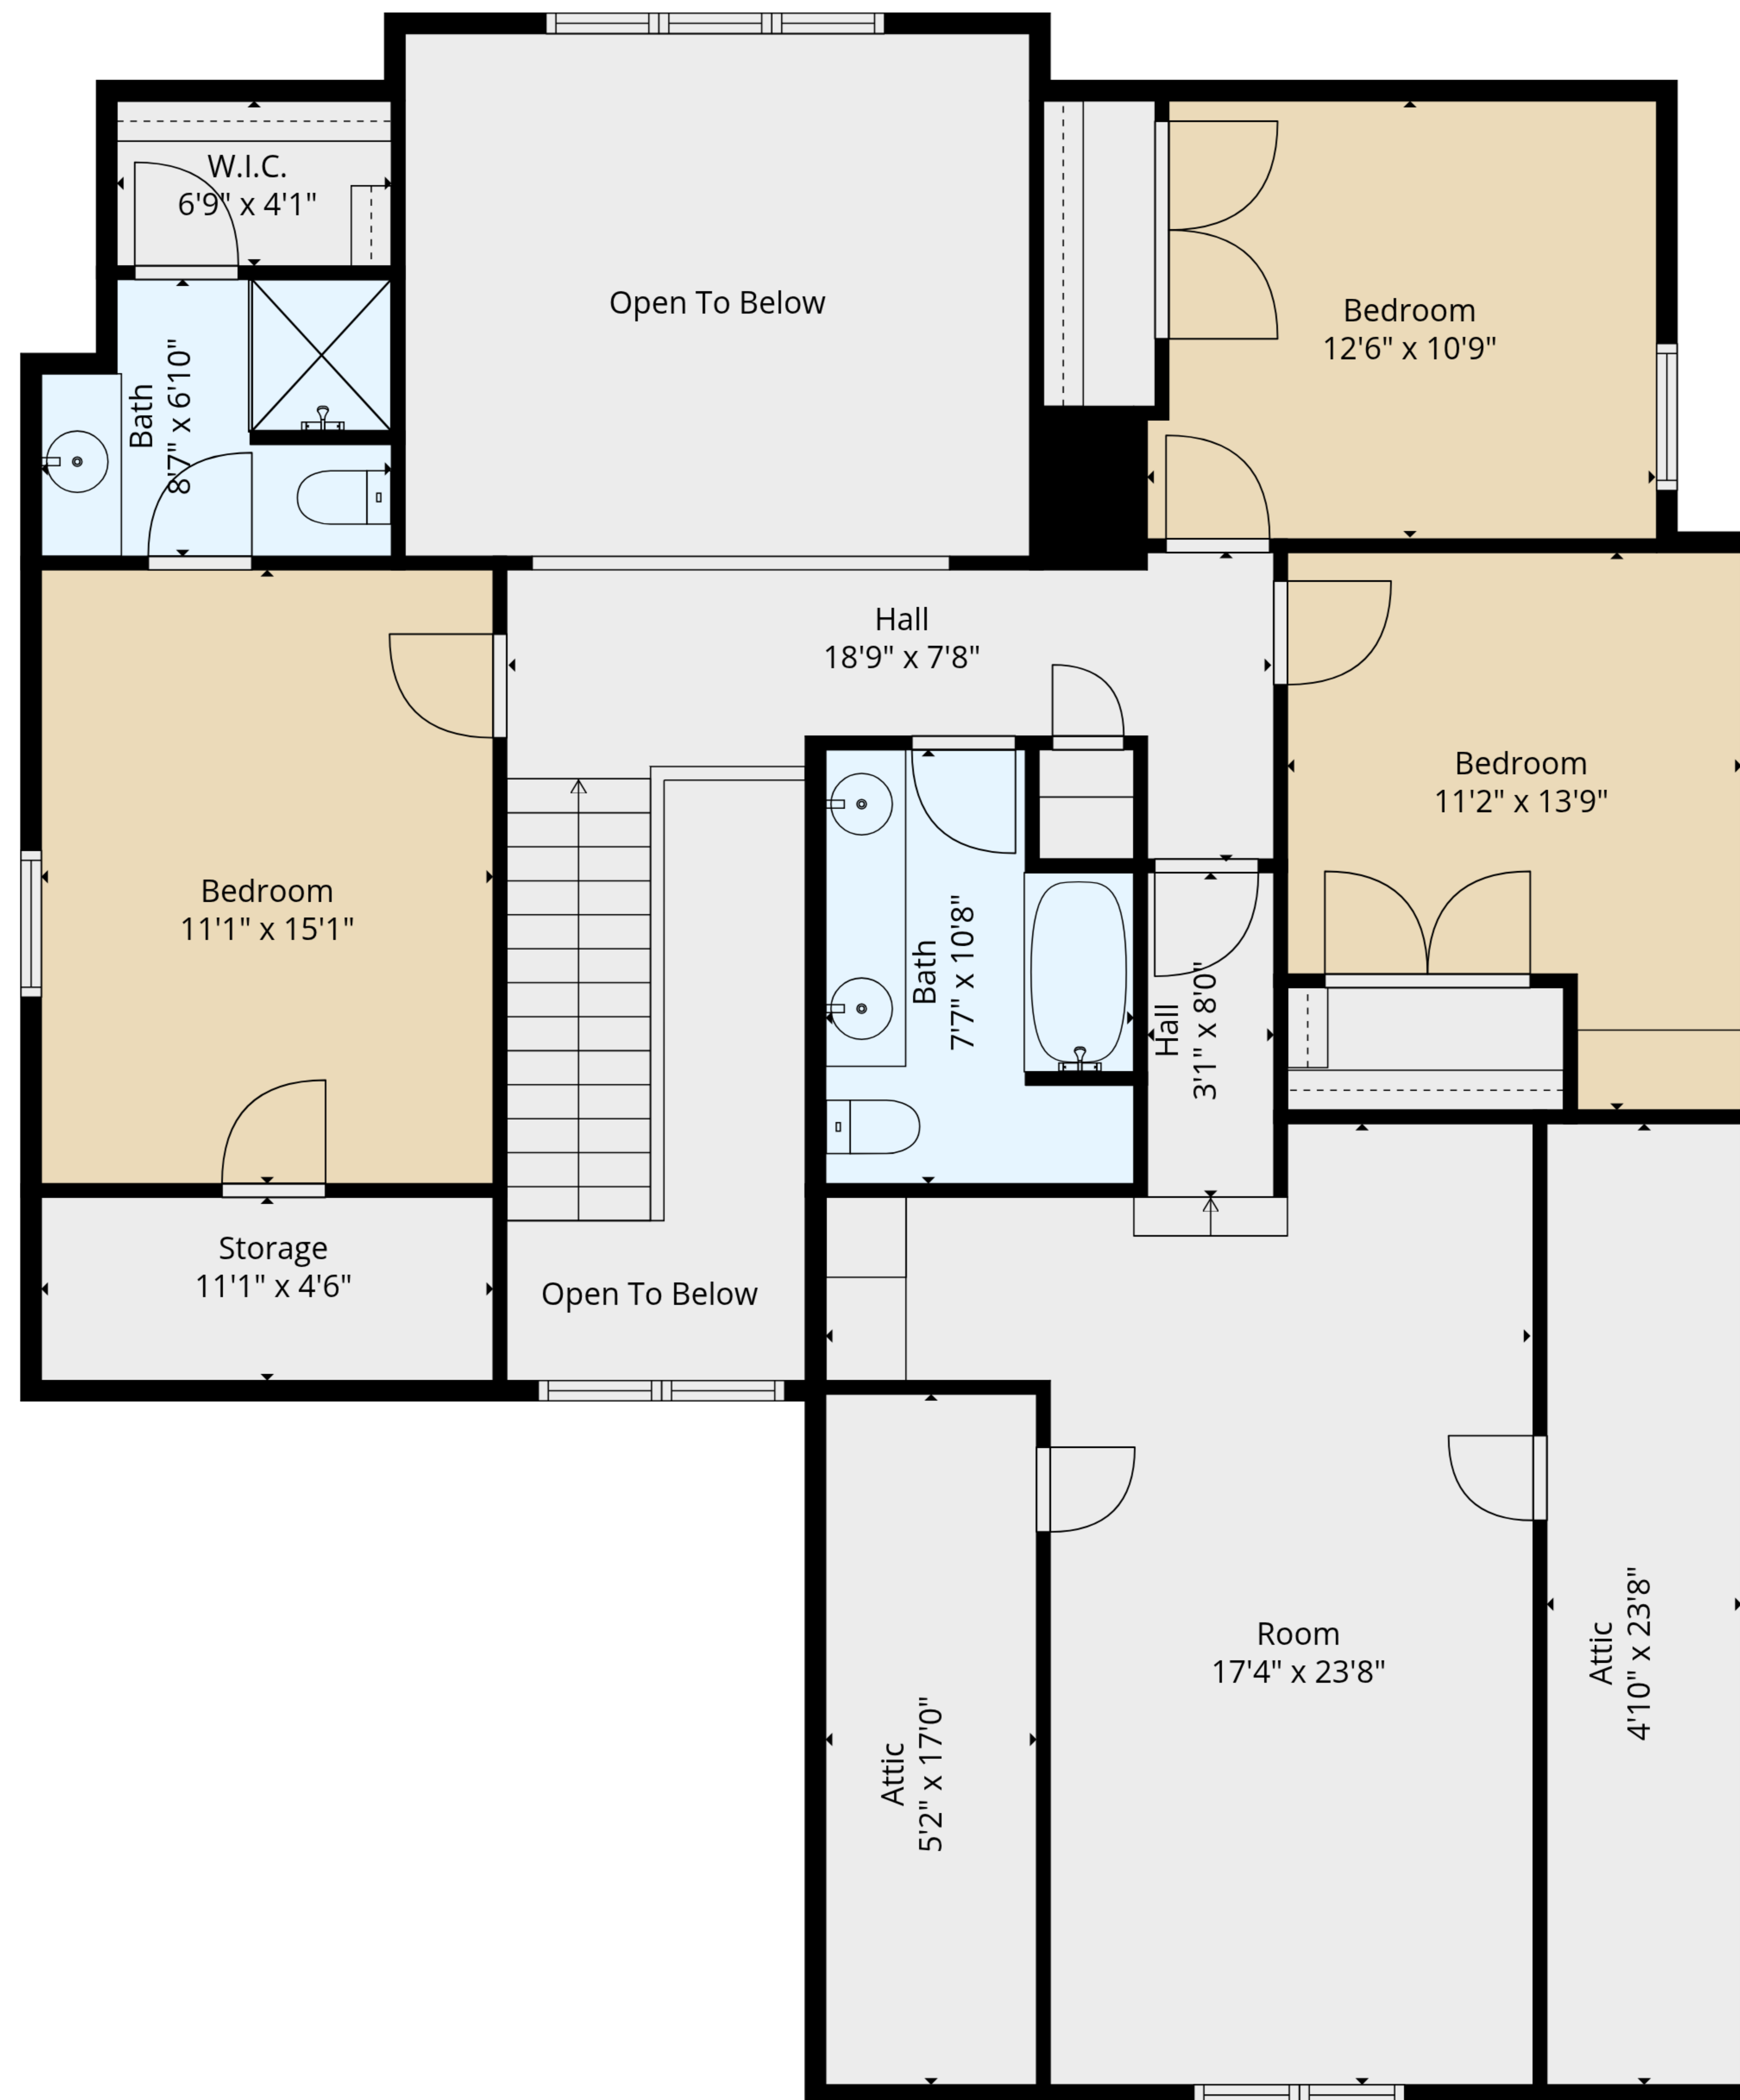 W.I.C.
6'9" x 4'1"
Open To Below
Bedroom
12'6" x 10'9"
Bath
8'7" x 6'10"
Hall
18'9" x 7'8"
Bedroom
11'2" x 13'9"
Bedroom
11'1" x 15'1"
Bath
7'7" x 10'8"
Hall
3'1" x 8'0"
Storage
11'1" x 4'6"
Open To Below
Room
17'4" x 23'8"
Attic
4'10" x 23'8"
Attic
5'2" x 17'0"